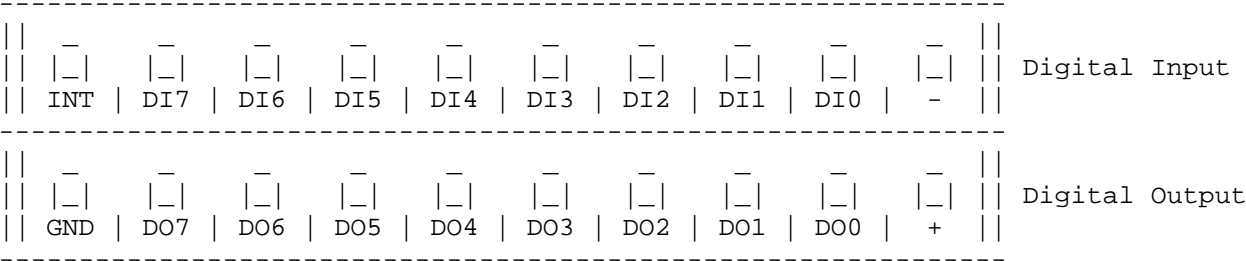 ---------------------------------------------------------------
||   _     _     _     _     _     _     _     _     _     _  ||
||  |_|   |_|   |_|   |_|   |_|   |_|   |_|   |_|   |_|   |_| || Digital Input
||  INT | DI7 | DI6 | DI5 | DI4 | DI3 | DI2 | DI1 | DI0 |  -  ||
---------------------------------------------------------------
||   _     _     _     _     _     _     _     _     _     _  ||
||  |_|   |_|   |_|   |_|   |_|   |_|   |_|   |_|   |_|   |_| || Digital Output
||  GND | DO7 | DO6 | DO5 | DO4 | DO3 | DO2 | DO1 | DO0 |  +  ||
---------------------------------------------------------------